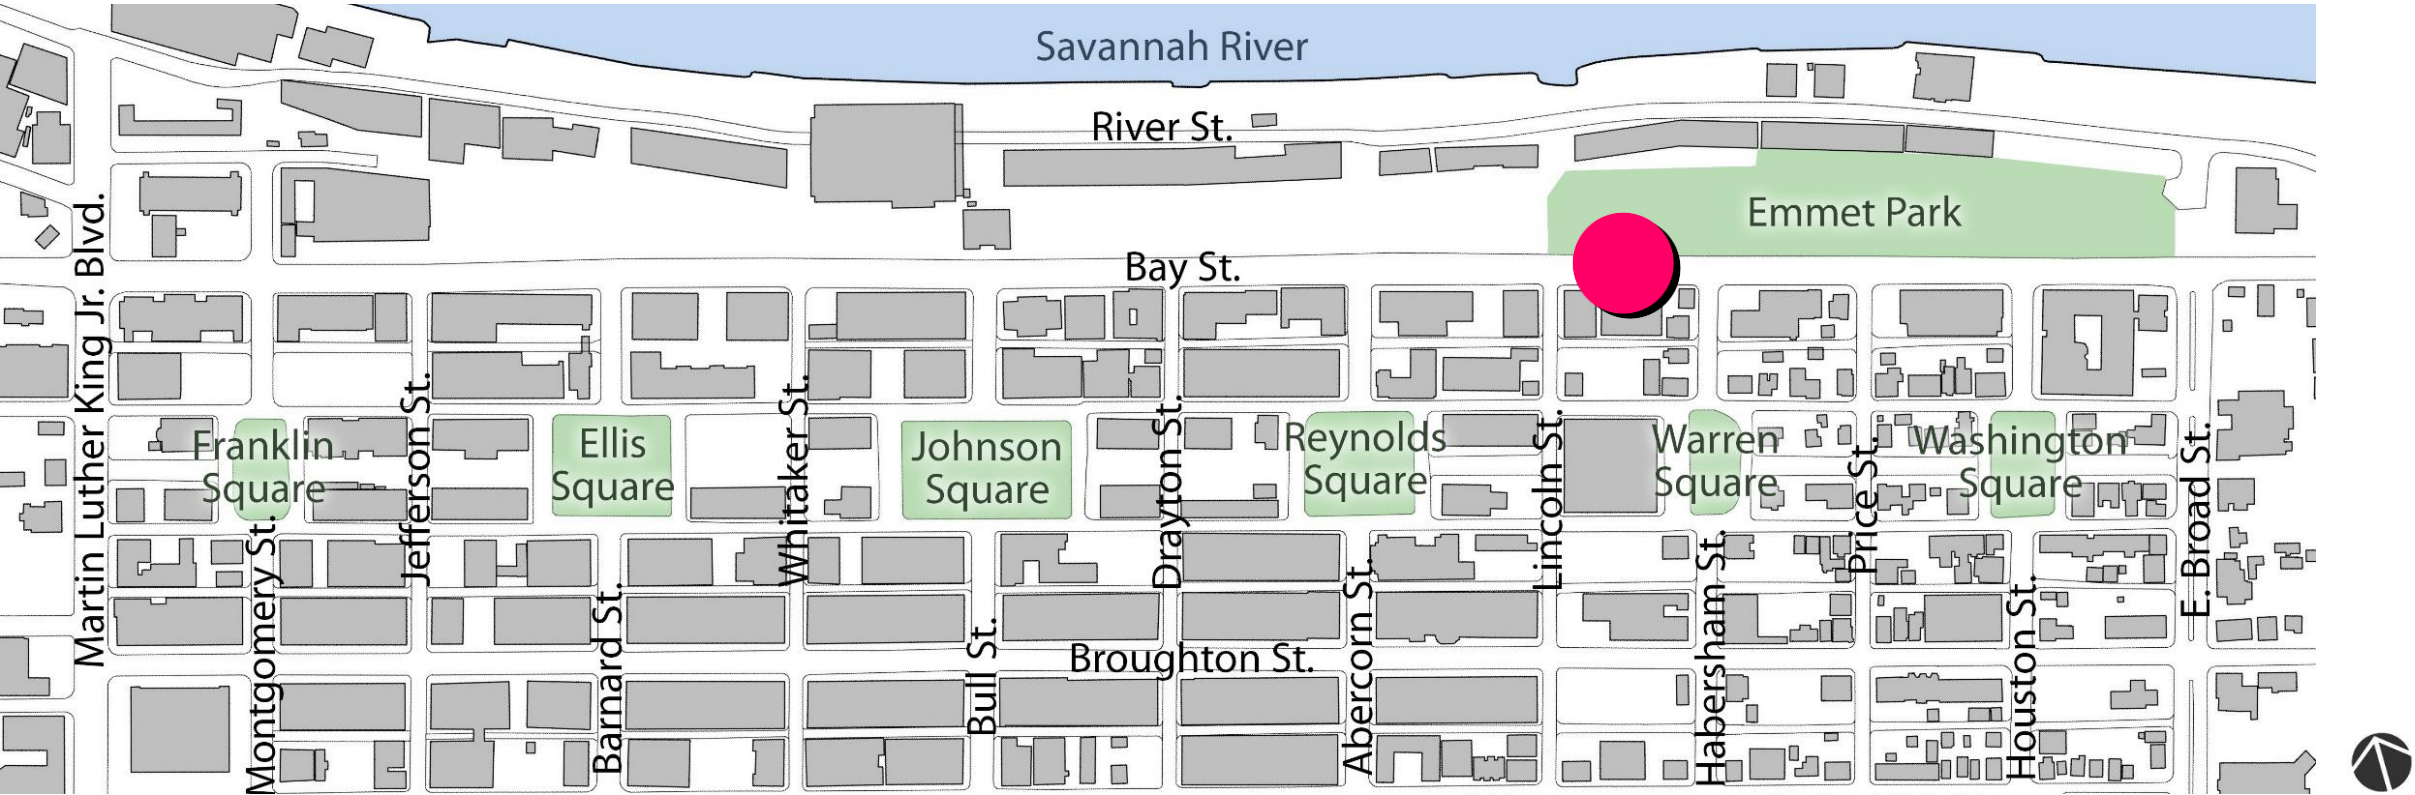 Savannah River
River St.
Emmet Park
Bay St.
Martin Luther King Jr. Blvd.
Franklin
Square
Jefferson St.
Ellis
Square
Whitaker St.
Johnson
Square
Drayton St.
Reynolds
Square
Lincoln St.
Warren
Square
Price St.
Washington
Square
E. Broad St.
Montgomery St.
Barnard St.
Bull St.
Broughton St.
Abercorn St.
Habersham St.
Houston St.